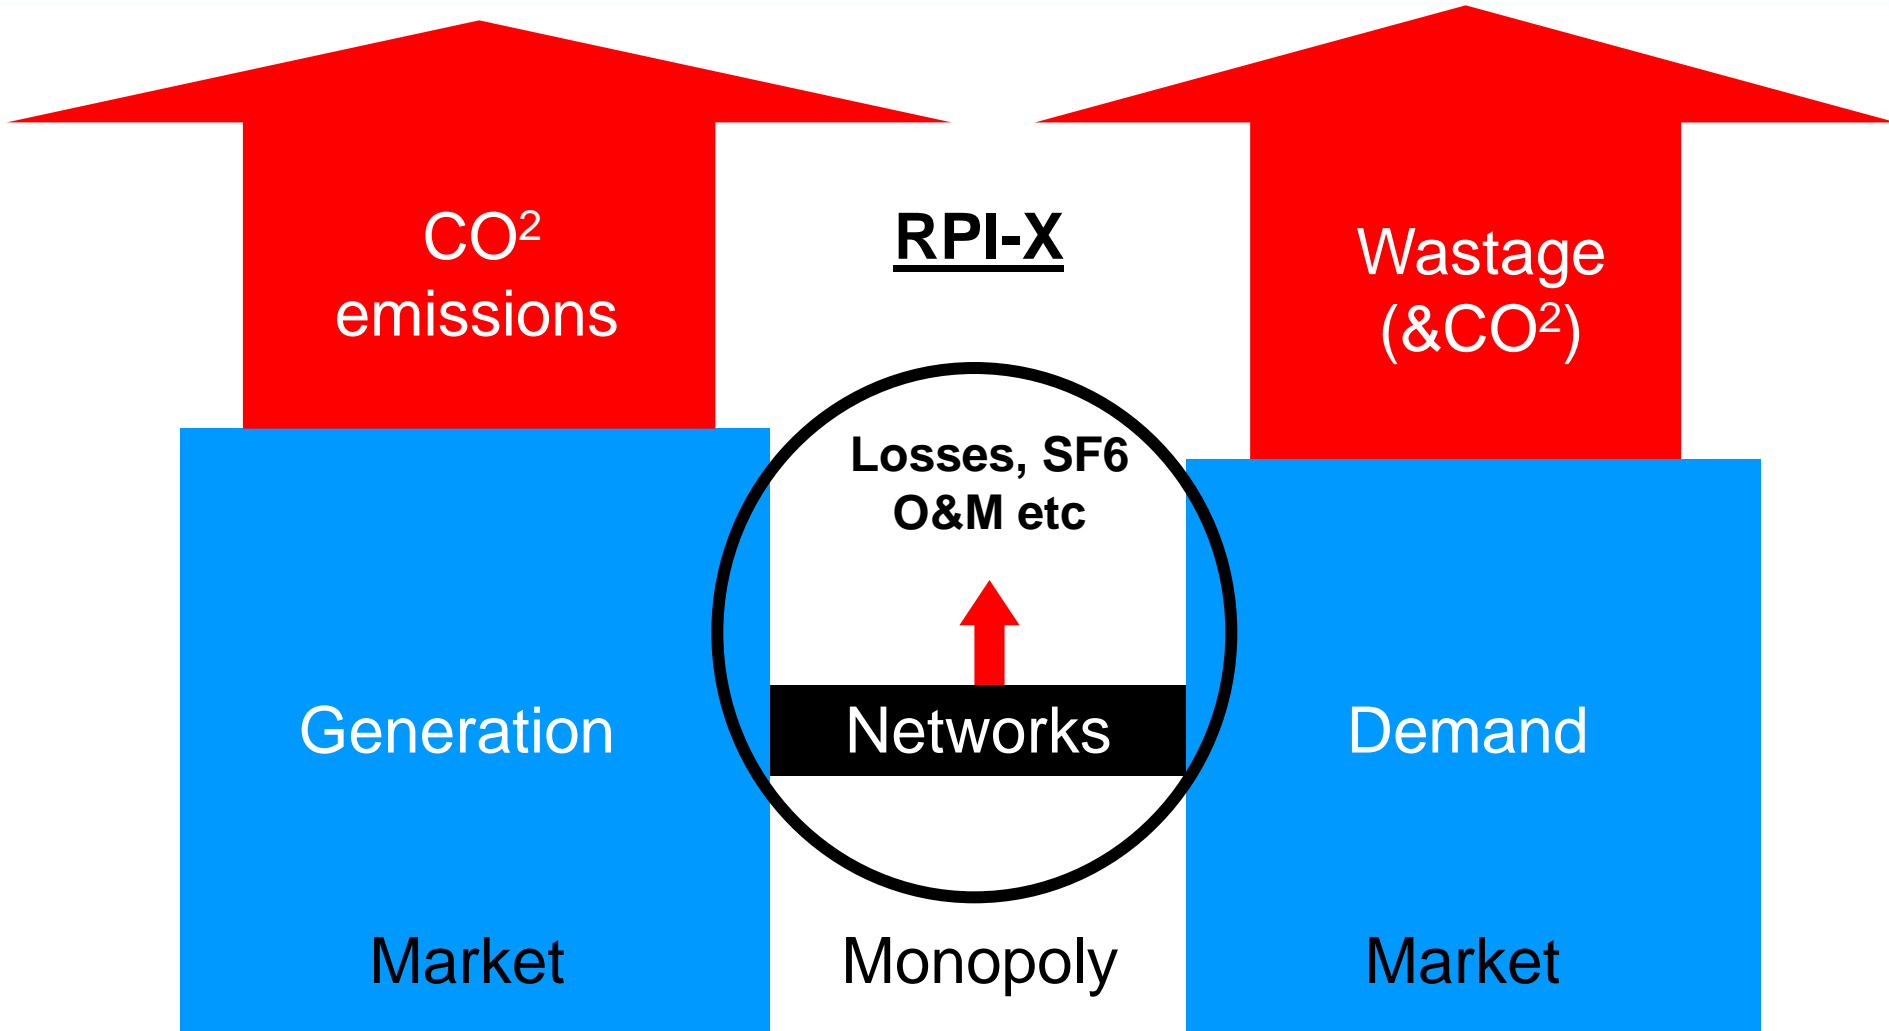 CO²
emissions
RPI-X
Wastage
(&CO²)
Losses, SF6
O&M etc
Generation
Networks
Demand
Market
Monopoly
Market